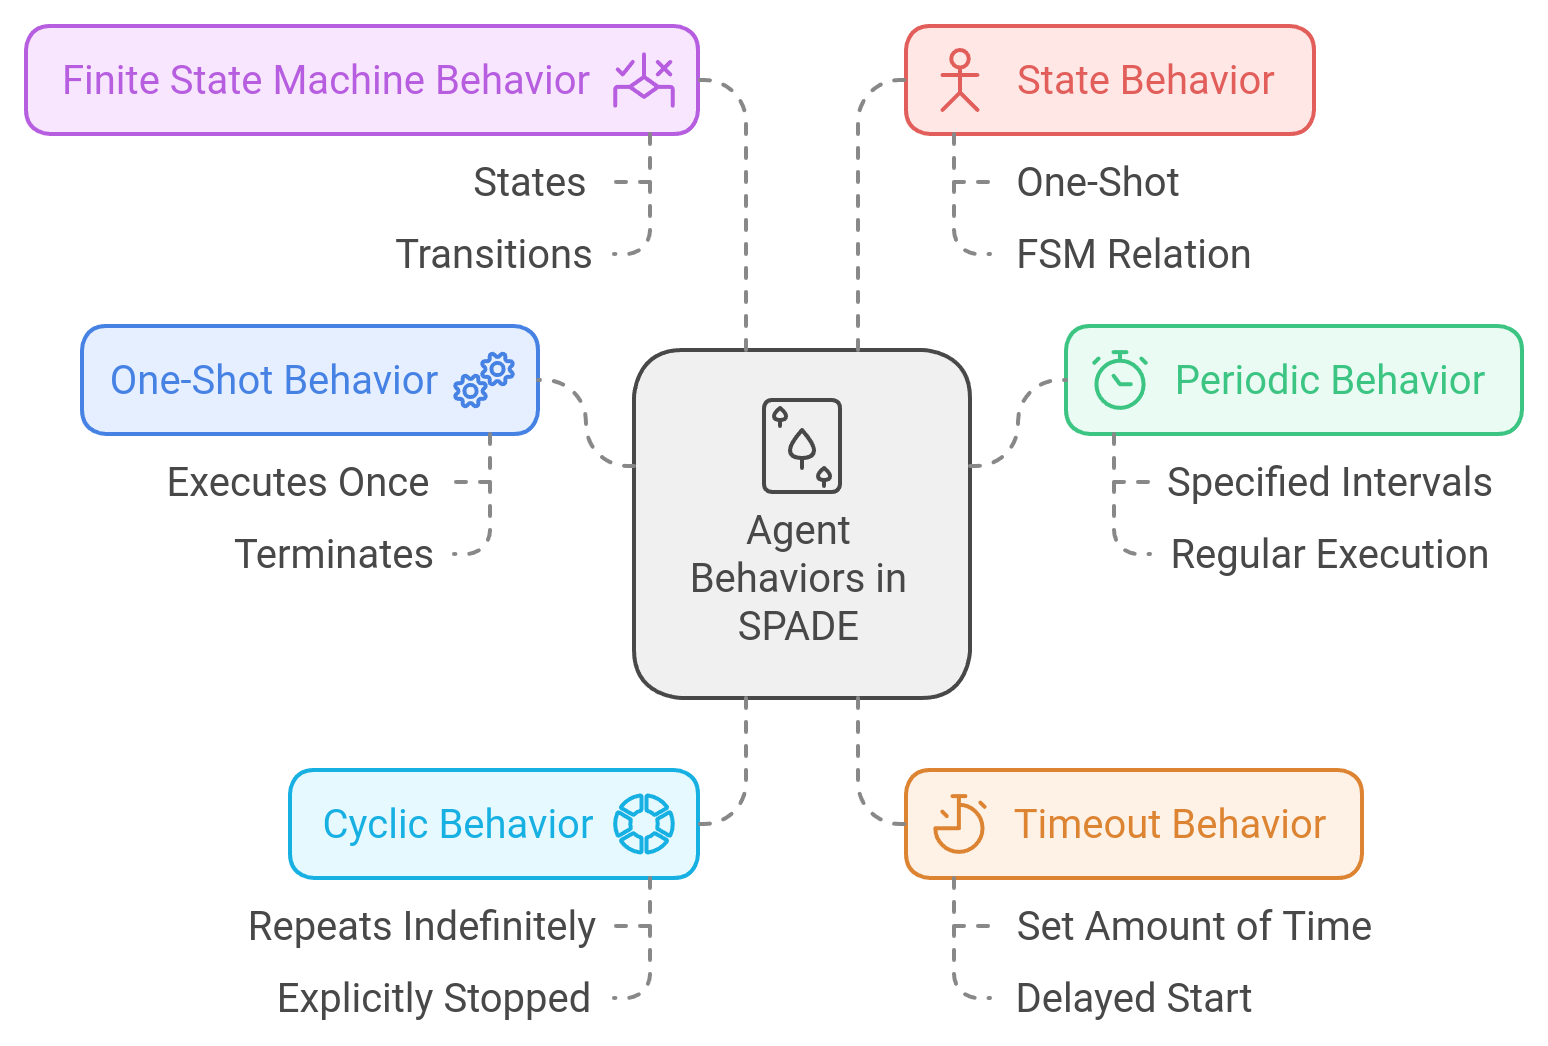 Finite State Machine Behavior
States
Transitions
State Behavior
One-Shot
FSM Relation
One-Shot Behavior
Executes Once
Terminates
Periodic Behavior
Specified Intervals
Regular Execution
Agent
Behaviors in
SPADE
Cyclic Behavior
Repeats Indefinitely
Explicitly Stopped
Timeout Behavior
Set Amount of Time
Delayed Start